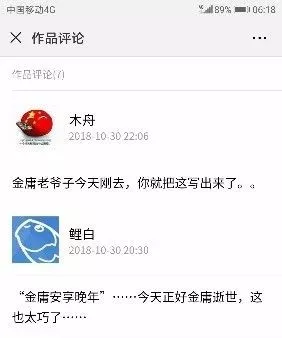 中国移动4G
89% 06:18
作品评论
作品评论(7)
木舟
2018-10-30 22:06
金庸老爷子今天刚去，你就把这写出来了。。
鲤白
2018-10-30 20:30
“金庸安享晚年”……今天正好金庸逝世，这
也太巧了……